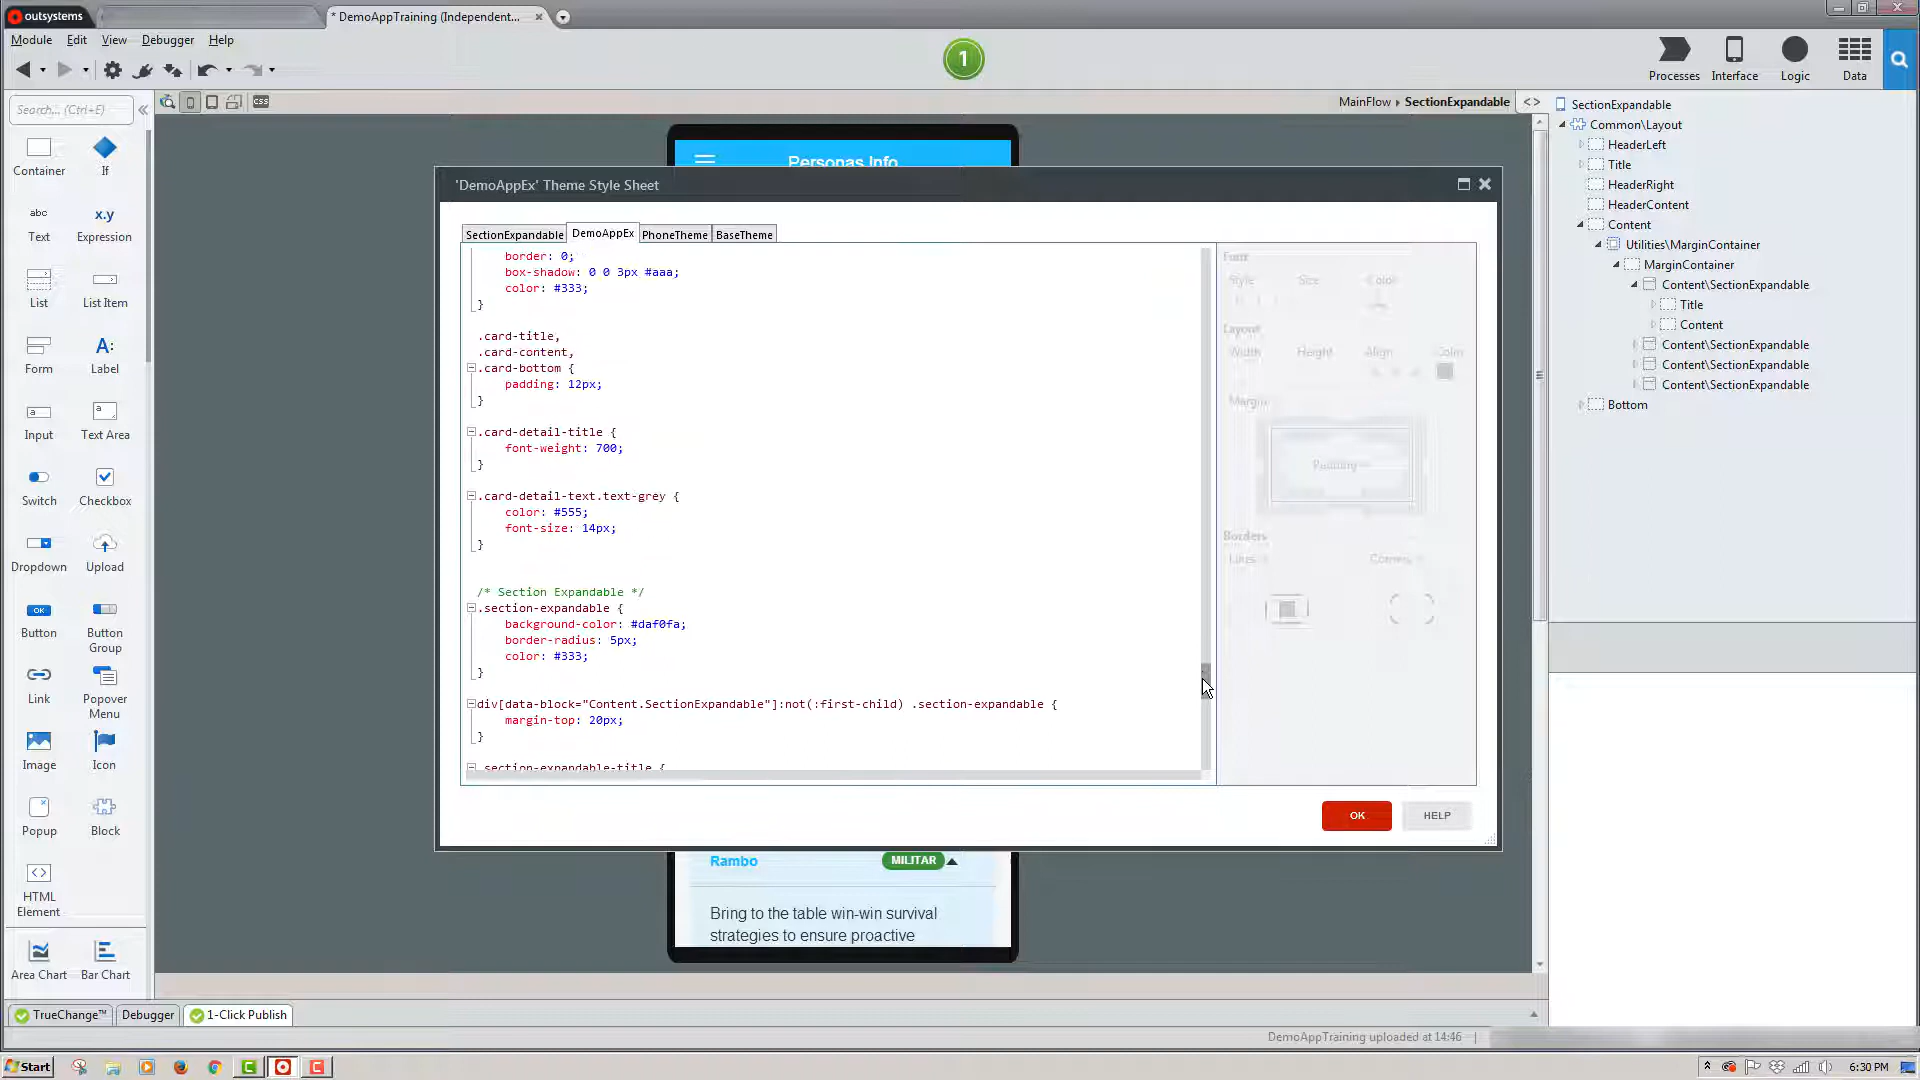 outsystems
* DemoAppTraining (Independent...
Module Edit View Debugger Help
1
Processes Interface Logic Data
Search... (Ctrl+E)
css
MainFlow SectionExpandable
Container If
abc x.y
Text Expression
List List Item
A:
Form Label
a a
Input Text Area
Switch Checkbox
Dropdown Upload
OK
Button Button Group
Link Popover Menu
Image Icon
Popup Block
HTML Element
Area Chart Bar Chart
Personas Info
'DemoAppEx' Theme Style Sheet
SectionExpandable DemoAppEx PhoneTheme BaseTheme
border: 0;
box-shadow: 0 0 3px #aaa;
color: #333;
}
.card-title,
.card-content,
.card-bottom {
padding: 12px;
}
.card-detail-title {
font-weight: 700;
}
.card-detail-text.text-grey {
color: #555;
font-size: 14px;
}
/* Section Expandable */
.section-expandable {
background-color: #daf0fa;
border-radius: 5px;
color: #333;
}
div[data-block="Content.SectionExpandable"]:not(:first-child) .section-expandable {
margin-top: 20px;
}
.section-expandable-title {
Font
Style Size Color
Layout
Width Height Align Color
Margin
Padding
Borders
Lines Corners
OK HELP
Rambo MILITAR
Bring to the table win-win survival
strategies to ensure proactive
SectionExpandable
Common\Layout
HeaderLeft
Title
HeaderRight
HeaderContent
Content
Utilities\MarginContainer
MarginContainer
Content\SectionExpandable
Title
Content
Content\SectionExpandable
Content\SectionExpandable
Content\SectionExpandable
Bottom
TrueChange™ Debugger 1-Click Publish
DemoAppTraining uploaded at 14:46
Start
6:30 PM